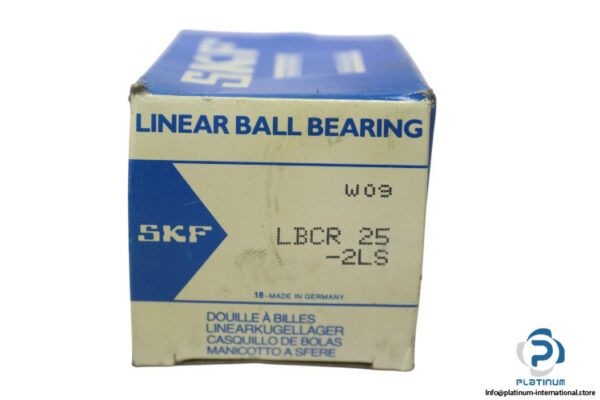 SKF
LINEAR BALL BEARING
W09
SKF
LBCR 25
-2LS
18-MADE IN GERMANY
DOUILLE À BILLES
LINEARKUGELLAGER
CASQUILLO DE BOLAS
MANICOTTO A SFERE
PLATINUM
Info@platinum-international.store